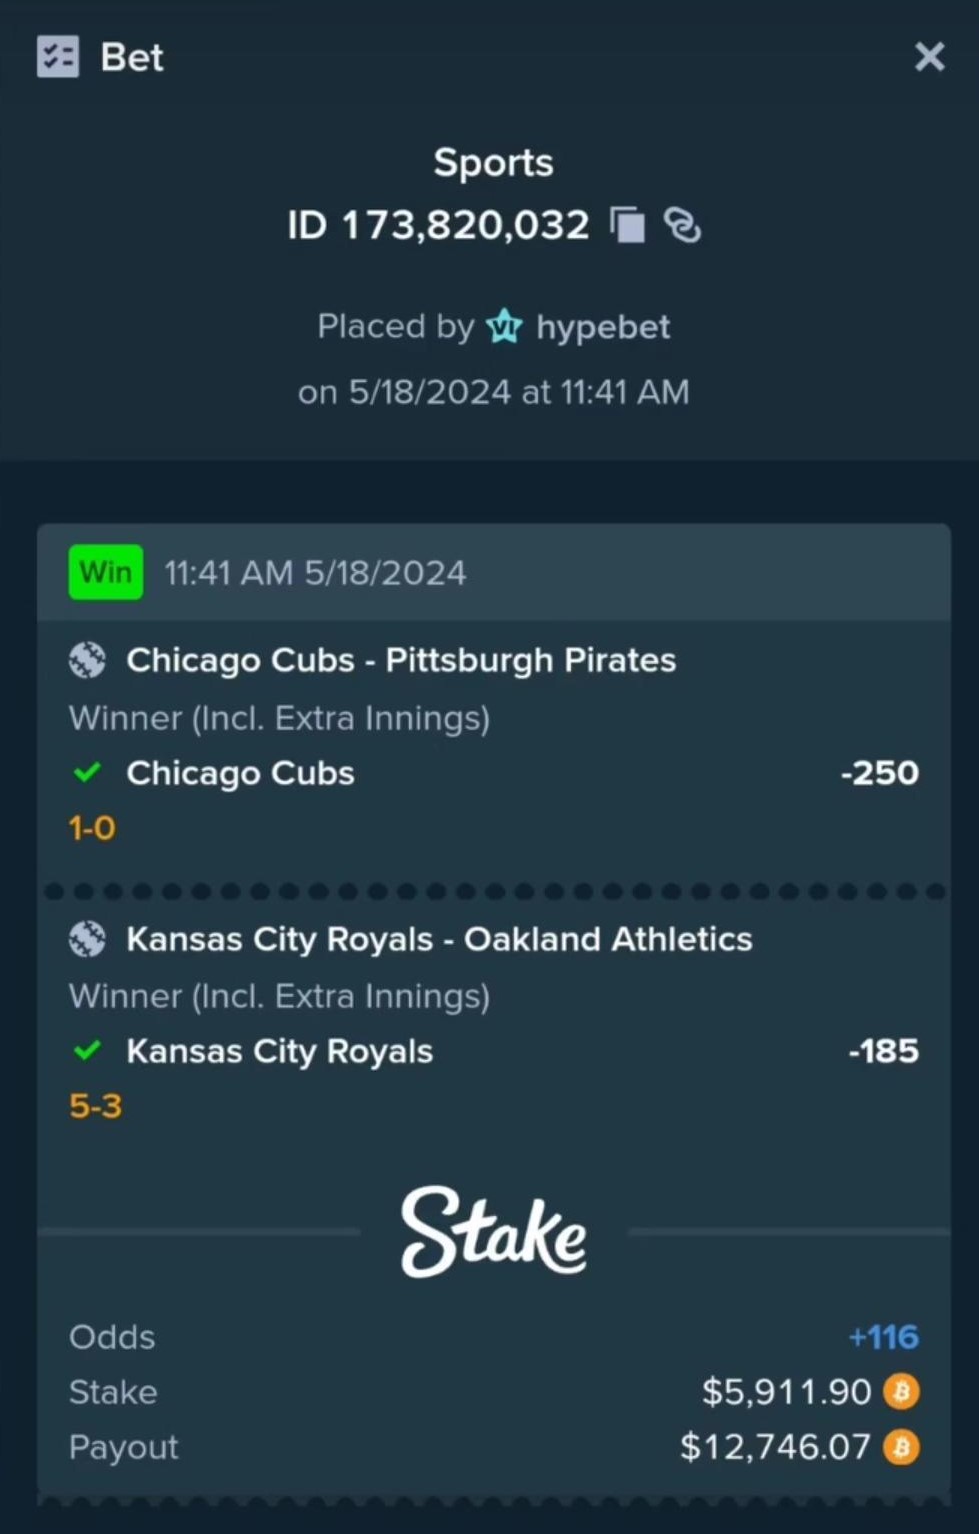 Bet
Sports
ID 173,820,032
Placed by VI hypebet
on 5/18/2024 at 11:41 AM
Win 11:41 AM 5/18/2024
Chicago Cubs - Pittsburgh Pirates
Winner (Incl. Extra Innings)
Chicago Cubs -250
1-0
Kansas City Royals - Oakland Athletics
Winner (Incl. Extra Innings)
Kansas City Royals -185
5-3
Stake
Odds +116
Stake $5,911.90
Payout $12,746.07